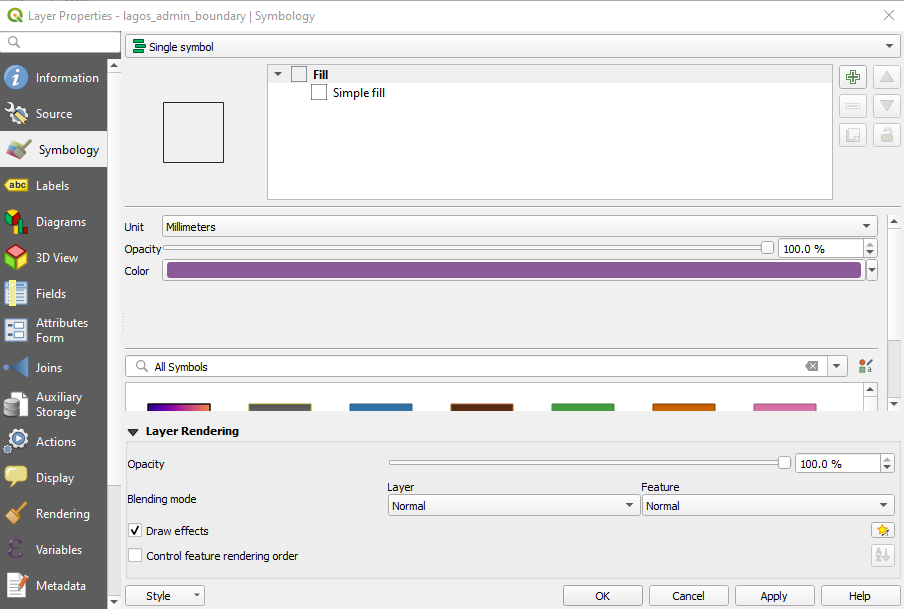 Layer Properties - lagos_admin_boundary | Symbology
Single symbol
Information
Source
Symbology
Labels
abc
Diagrams
3D View
Fields
Attributes
Form
Joins
Auxiliary
Storage
Actions
Display
Rendering
Variables
Metadata
Fill
Simple fill
Unit
Millimeters
Opacity
100.0 %
Color
All Symbols
Layer Rendering
Opacity
100.0 %
Blending mode
Layer
Feature
Normal
Normal
Draw effects
Control feature rendering order
Style
OK
Cancel
Apply
Help